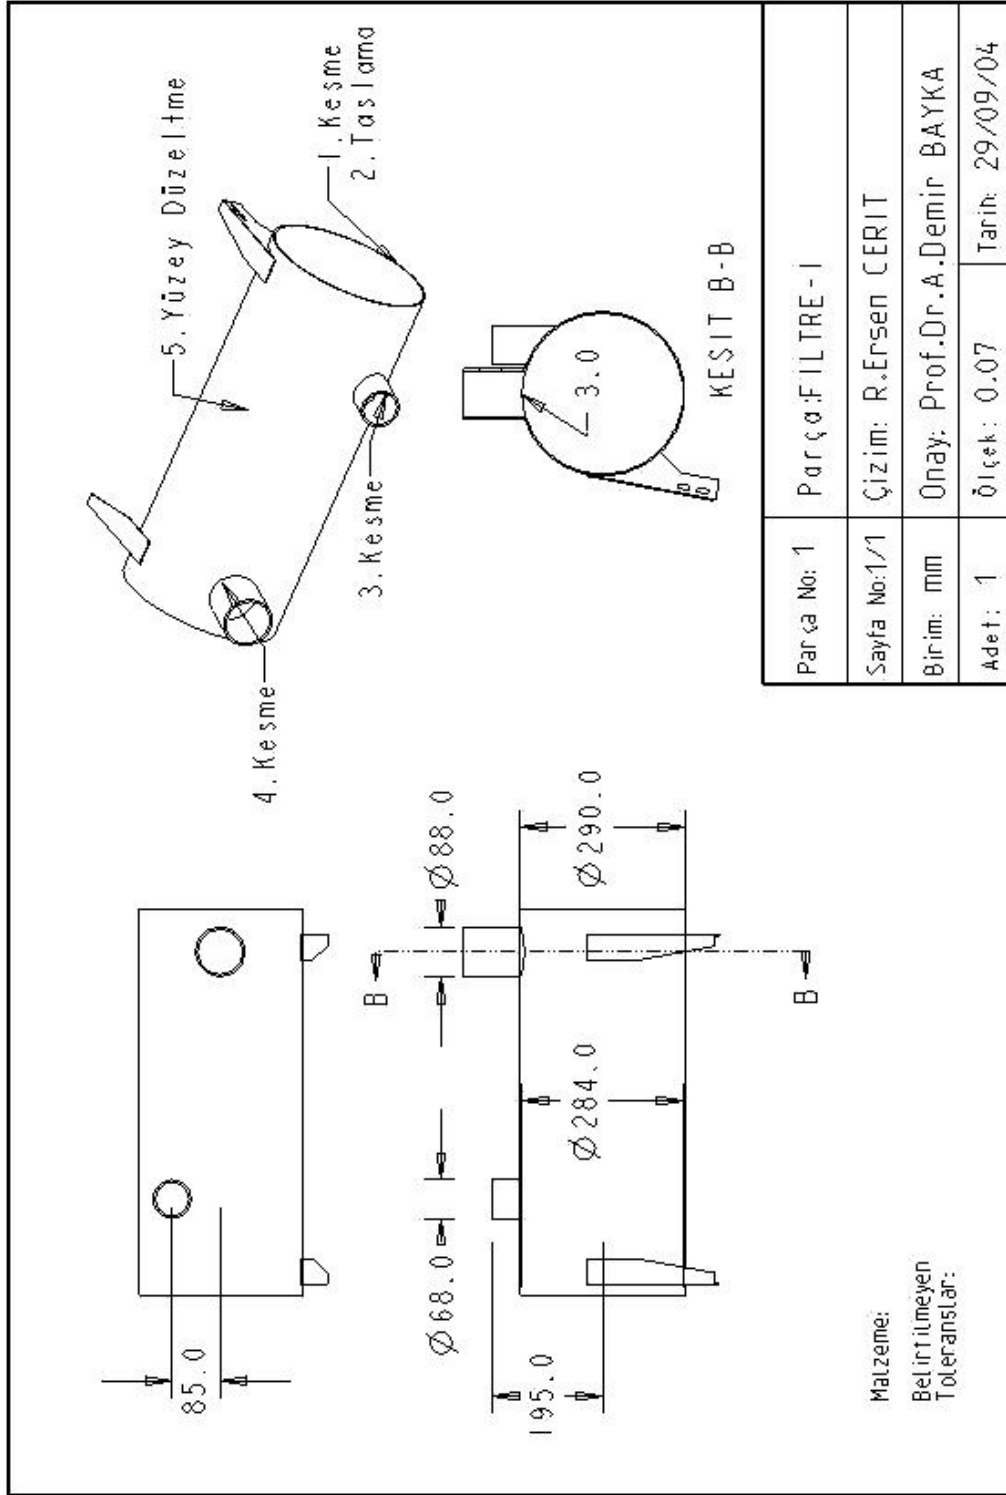 85.0
4.Kesme
3.Kesme
5.Yüzey Düzeltme
1.Kesme
2.Taslama
195.0
Ø68.0
Ø88.0
Ø284.0
Ø290.0
B
B
3.0
KESIT B-B
Malzeme:
Belirtilmeyen
Toleranslar:
Parça No: 1 Parça:FILTRE-I
Sayfa No:1/1 Çizim: R.Ersen CERIT
Birim: mm Onay: Prof.Dr.A.Demir BAYKA
Adet: 1 Ölçek: 0.07 Tarih: 29/09/04